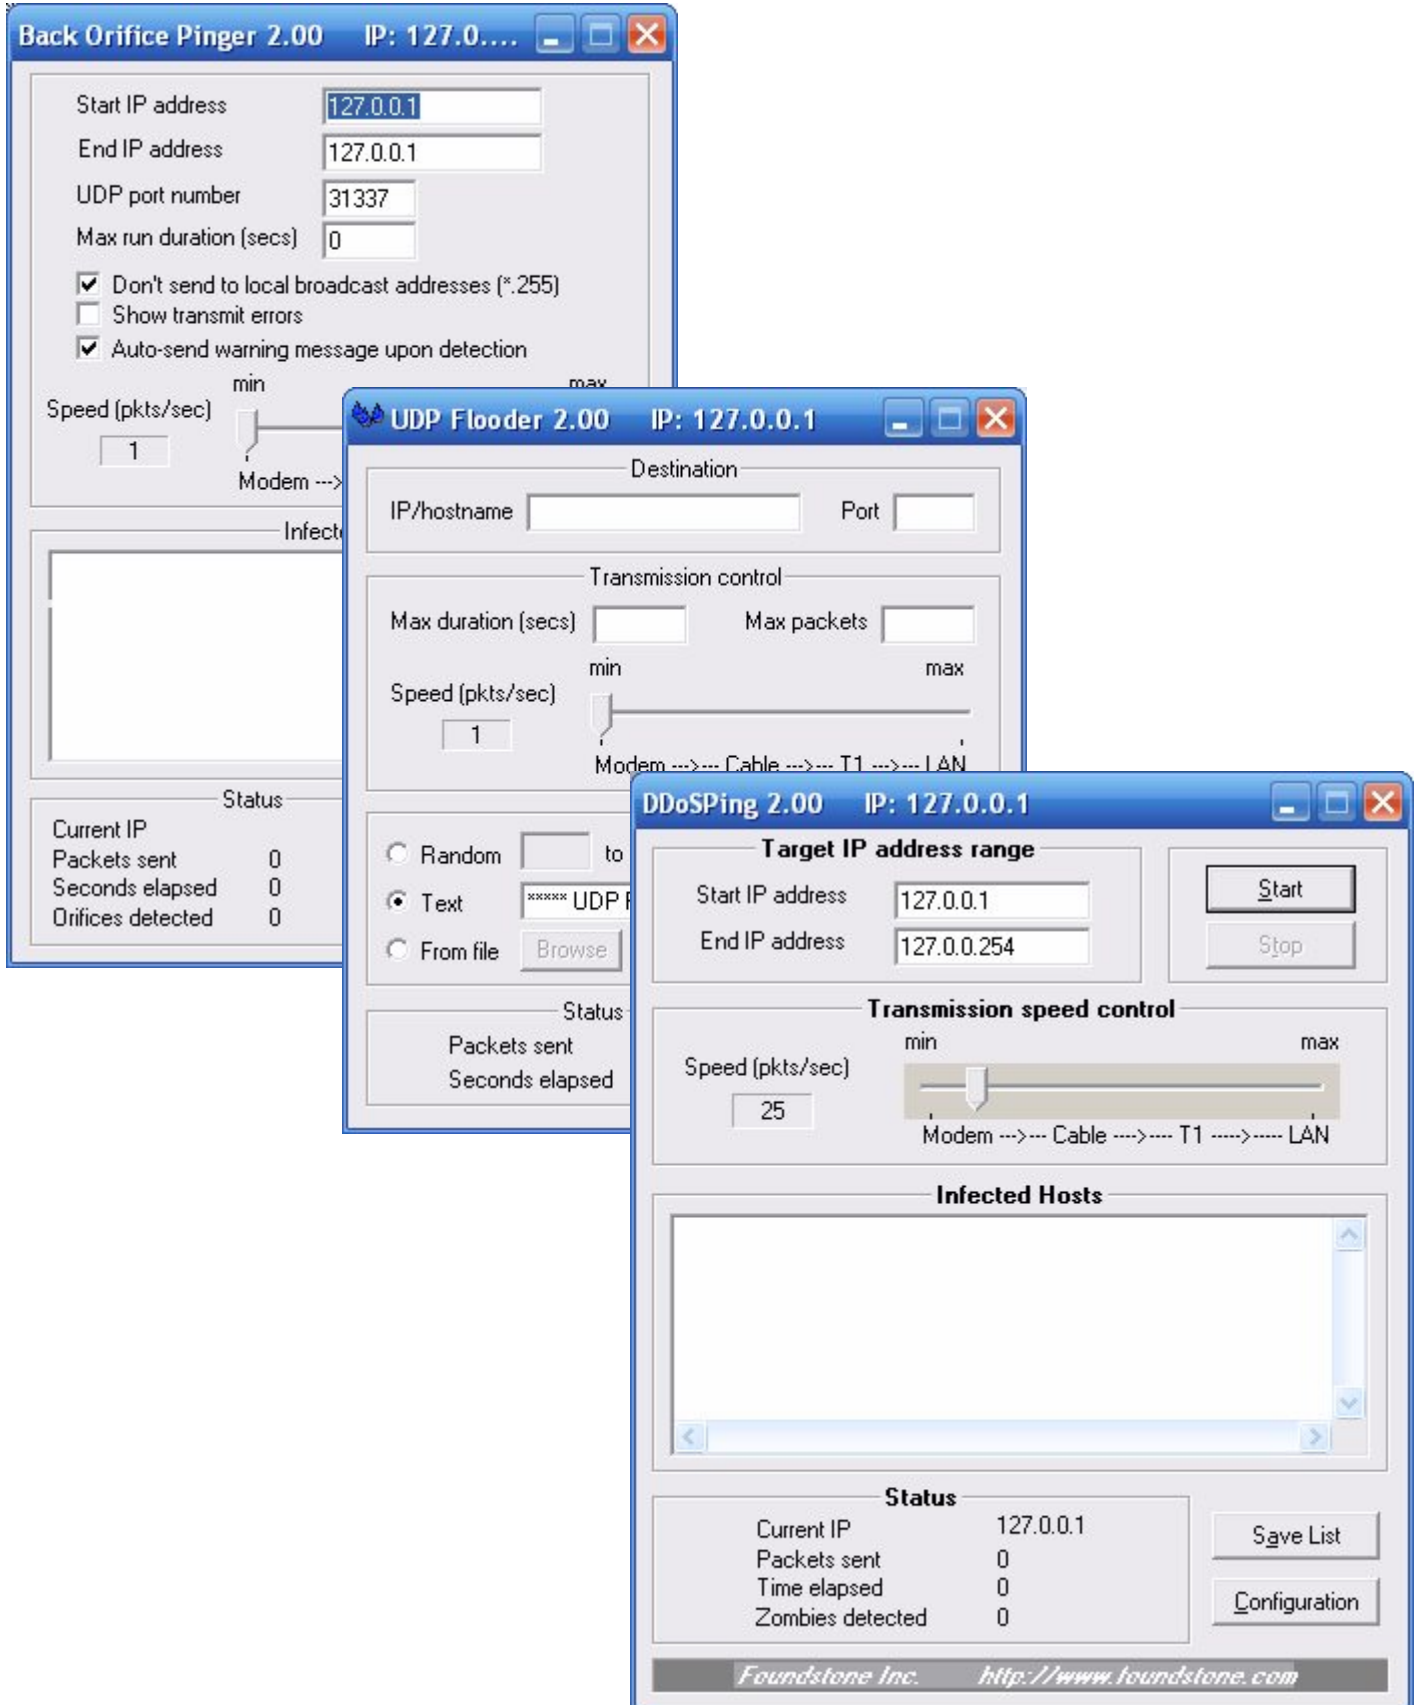 Back Orifice Pinger 2.00 IP: 127.0....
Start IP address 127.0.0.1
End IP address 127.0.0.1
UDP port number 31337
Max run duration (secs) 0
Don't send to local broadcast addresses (*.255)
Show transmit errors
Auto-send warning message upon detection
min max
Speed (pkts/sec)
1
Modem --->
Infecte
Status
Current IP
Packets sent 0
Seconds elapsed 0
Orifices detected 0
UDP Flooder 2.00 IP: 127.0.0.1
Destination
IP/hostname Port
Transmission control
Max duration (secs) Max packets
min max
Speed (pkts/sec)
1
Modem --->--- Cable --->--- T1 --->--- LAN
Random to
Text ***** UDP F
From file Browse
Status
Packets sent
Seconds elapsed
DDoSPing 2.00 IP: 127.0.0.1
Target IP address range
Start IP address 127.0.0.1
End IP address 127.0.0.254
Start
Stop
Transmission speed control
min max
Speed (pkts/sec)
25
Modem --->--- Cable ---->---- T1 ----->----- LAN
Infected Hosts
Status
Current IP 127.0.0.1
Packets sent 0
Time elapsed 0
Zombies detected 0
Save List
Configuration
Foundstone Inc. http://www.foundstone.com